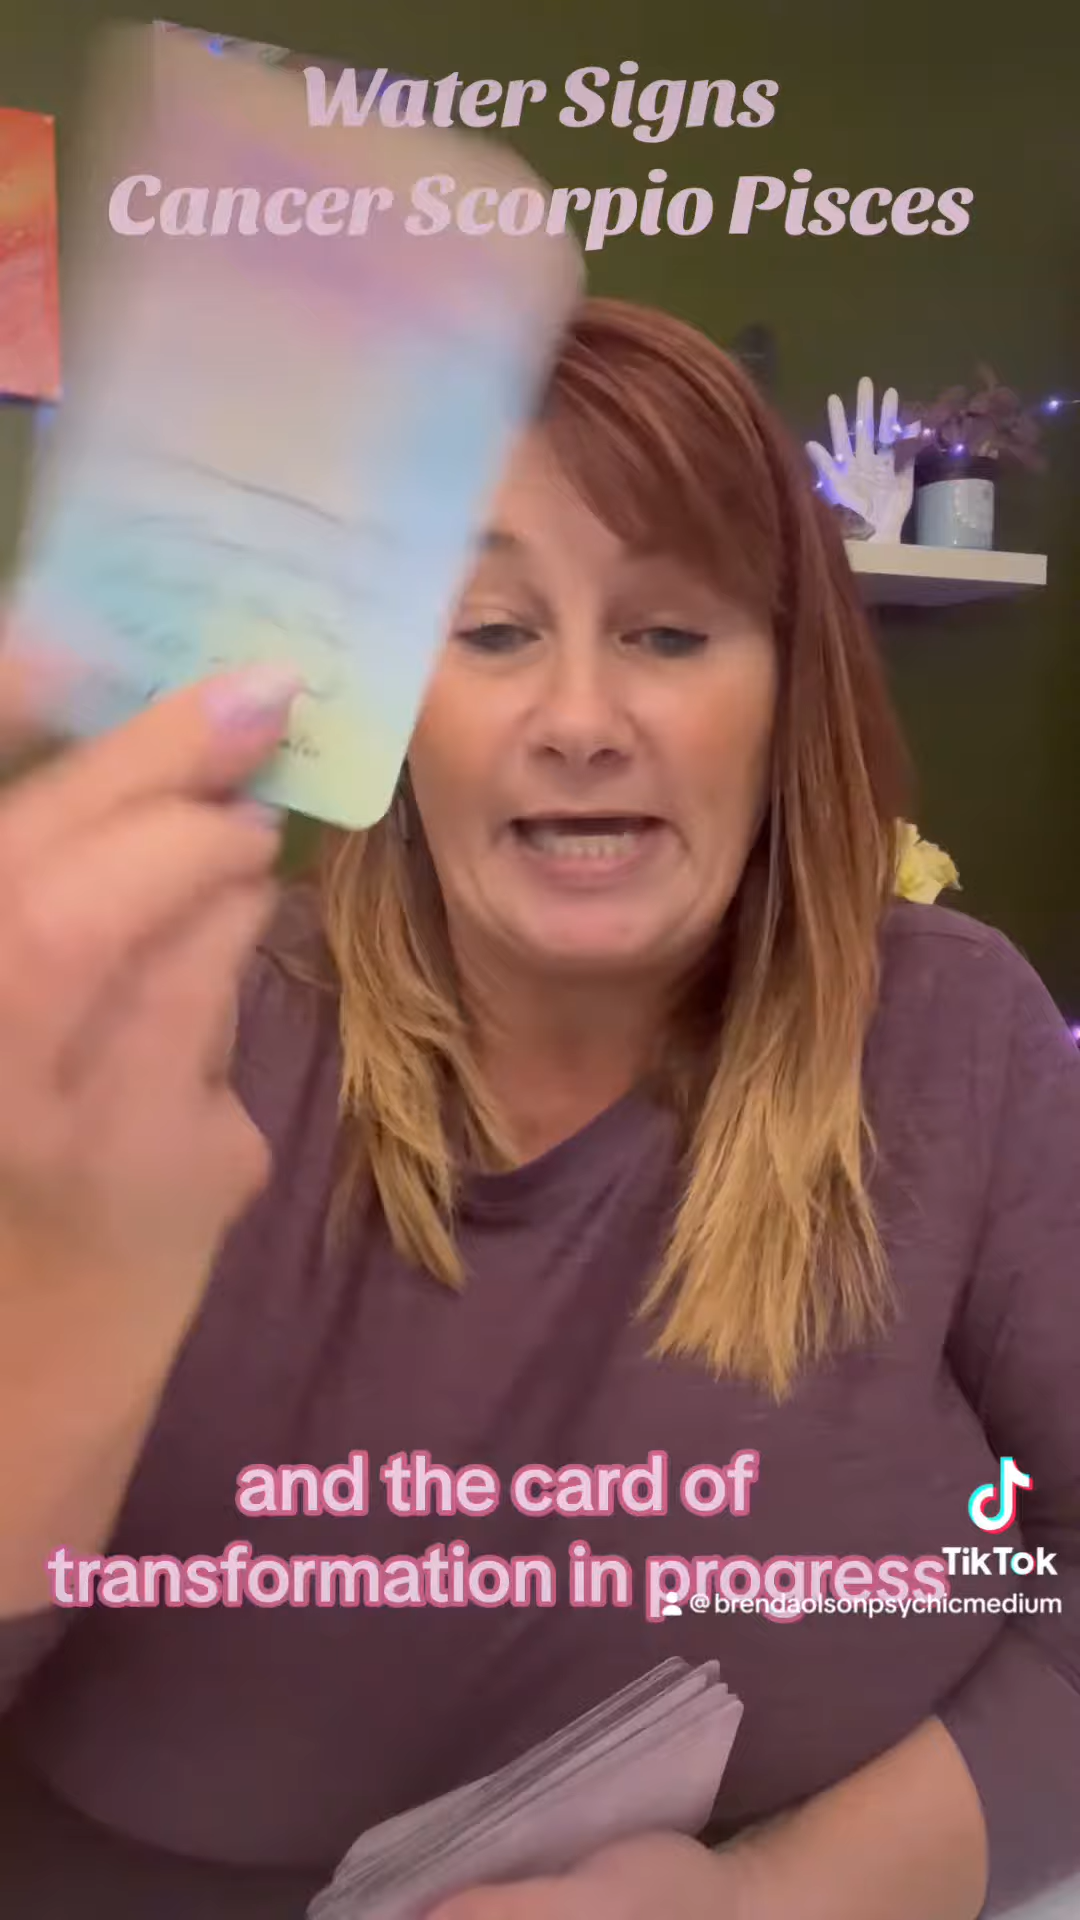 Water Signs
Cancer Scorpio Pisces
and the card of
transformation in progress
TikTok
@brendaolsonpsychicmedium